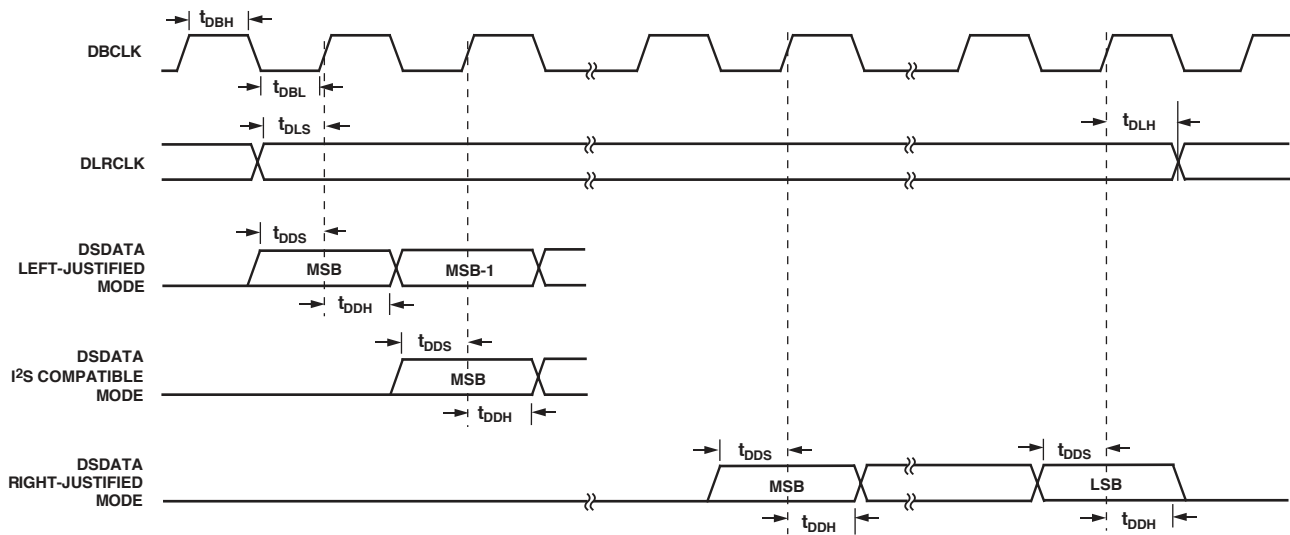 tDBH
DBCLK
tDBL
tDLS
tDLH
DLRCLK
tDDS
DSDATA
LEFT-JUSTIFIED
MODE
MSB
MSB-1
tDDH
DSDATA
I²S COMPATIBLE
MODE
tDDS
MSB
tDDH
DSDATA
RIGHT-JUSTIFIED
MODE
tDDS
tDDS
MSB
LSB
tDDH
tDDH